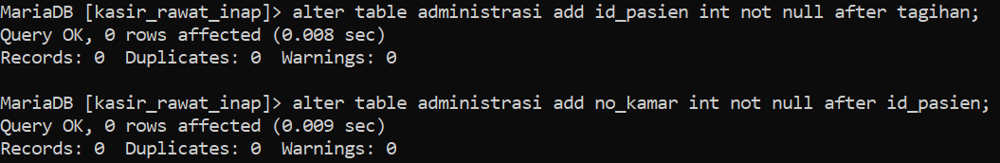 MariaDB [kasir_rawat_inap]> alter table administrasi add id_pasien int not null after tagihan;
Query OK, 0 rows affected (0.008 sec)
Records: 0  Duplicates: 0  Warnings: 0
MariaDB [kasir_rawat_inap]> alter table administrasi add no_kamar int not null after id_pasien;
Query OK, 0 rows affected (0.009 sec)
Records: 0  Duplicates: 0  Warnings: 0